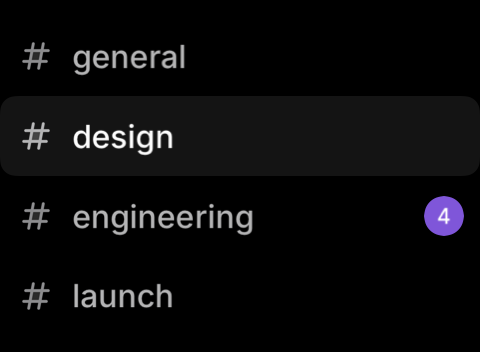 # general
# design
# engineering 4
# launch